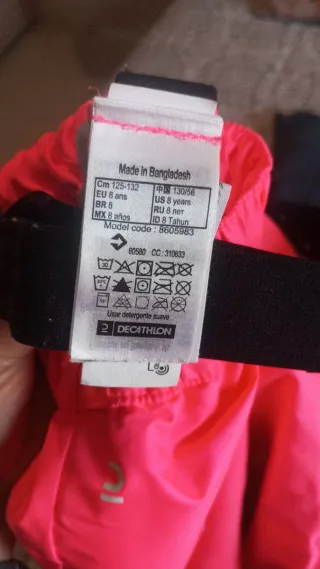 Made in Bangladesh
Cm 125-132 中国 130/56
EU 8 ans US 8 years
BR 8 RU 8 лет
MX 8 años ID 8 Tahun
Model code : 8605983
60580 CC : 310633
Usar detergente suave
DECATHLON